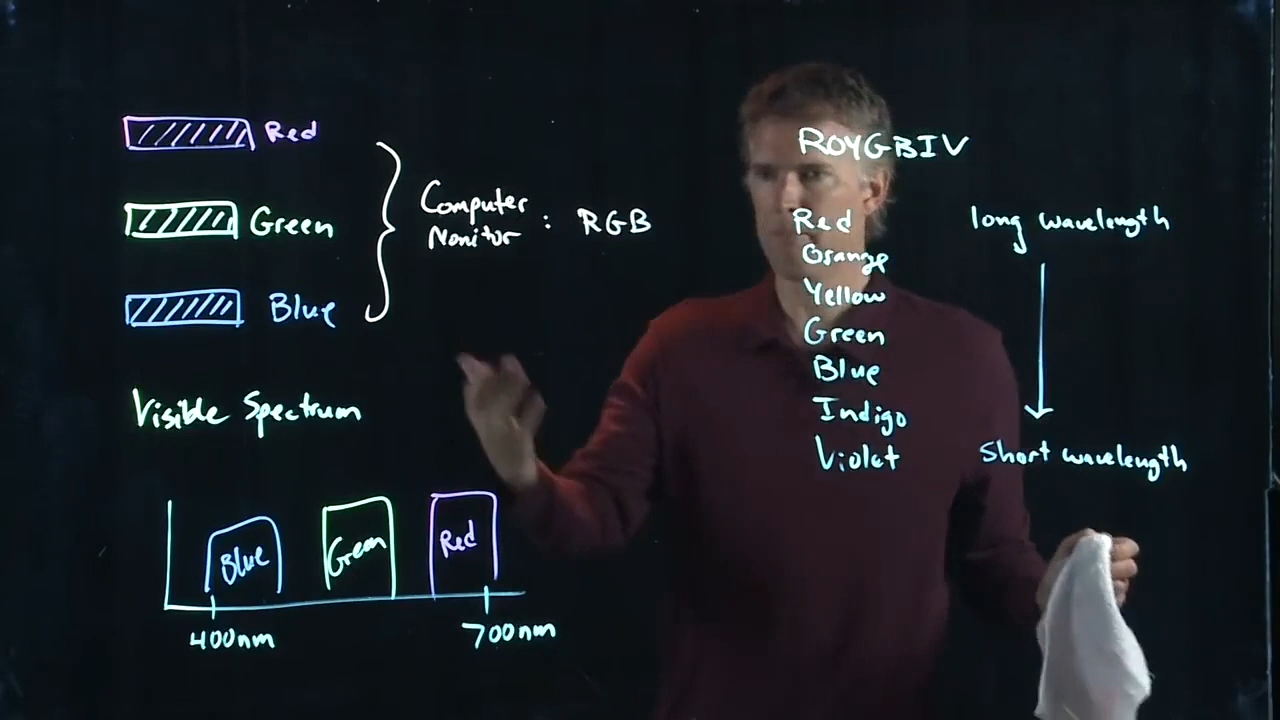 Red
Green
Blue
Computer
Monitor : RGB
Visible Spectrum
Blue
Green
Red
400nm
700nm
ROYGBIV
Red
Orange
Yellow
Green
Blue
Indigo
Violet
long wavelength
short wavelength